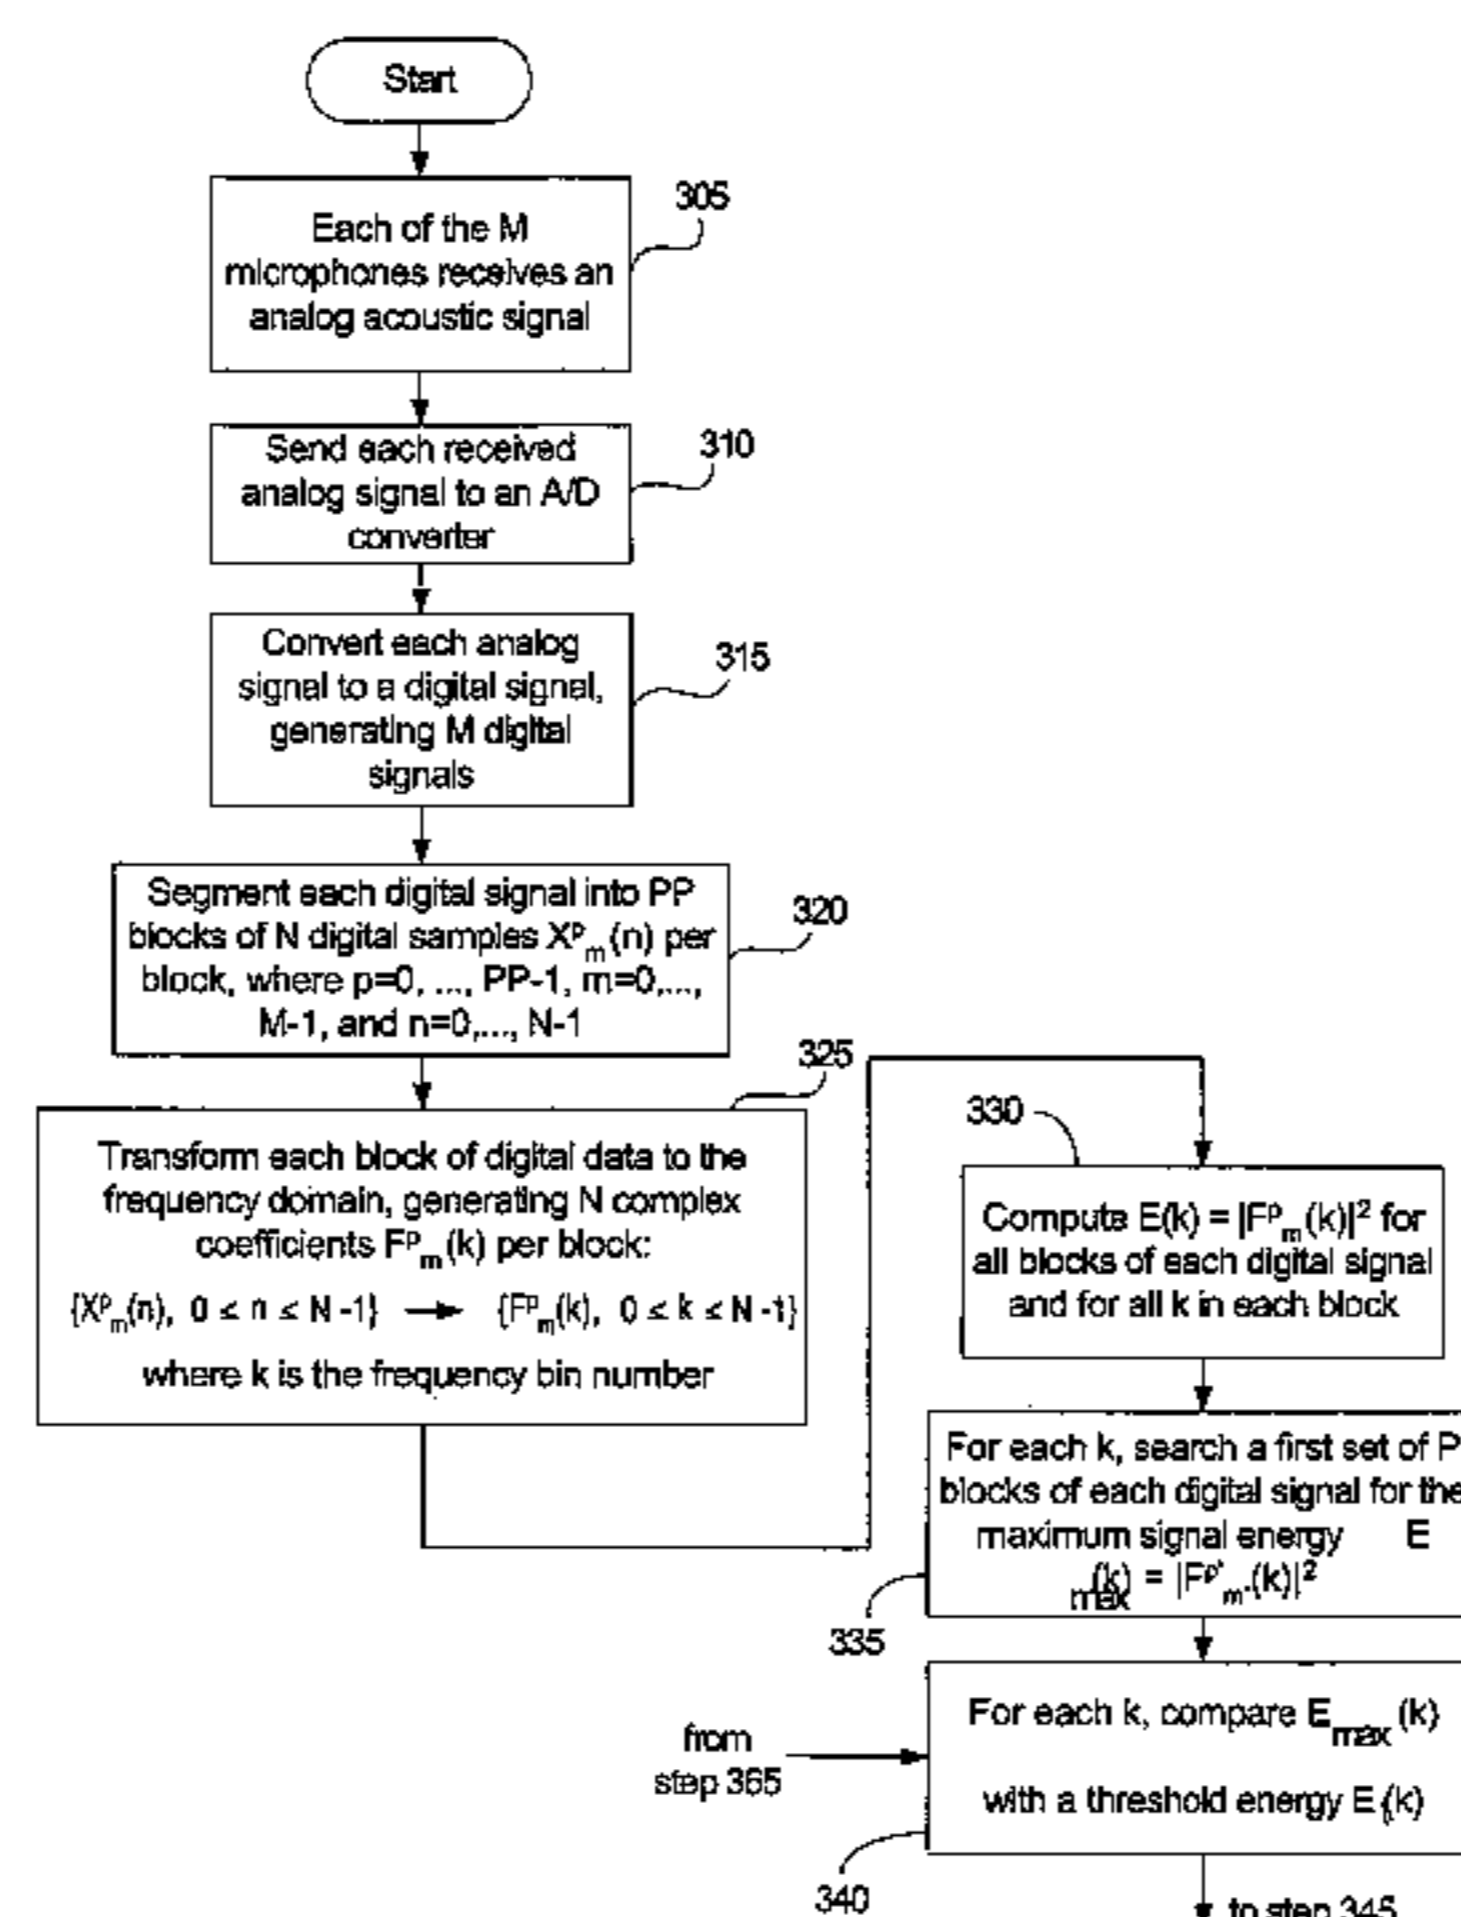 Start
305
Each of the M
microphones receives an
analog acoustic signal
310
Send each received
analog signal to an A/D
converter
315
Convert each analog
signal to a digital signal,
generating M digital
signals
320
Segment each digital signal into PP
blocks of N digital samples Xᵖₘ(n) per
block, where p=0, ..., PP-1, m=0,...,
M-1, and n=0,..., N-1
325
Transform each block of digital data to the
frequency domain, generating N complex
coefficients Fᵖₘ(k) per block:
{Xᵖₘ(n), 0 ≤ n ≤ N -1} → {Fᵖₘ(k), 0 ≤ k ≤ N -1}
where k is the frequency bin number
330
Compute E(k) = |Fᵖₘ(k)|² for
all blocks of each digital signal
and for all k in each block
For each k, search a first set of P
blocks of each digital signal for the
maximum signal energy E
max(k) = |Fᵖ'ₘ'(k)|²
335
For each k, compare Emax (k)
with a threshold energy Eₜ(k)
from
step 365
340
to step 345